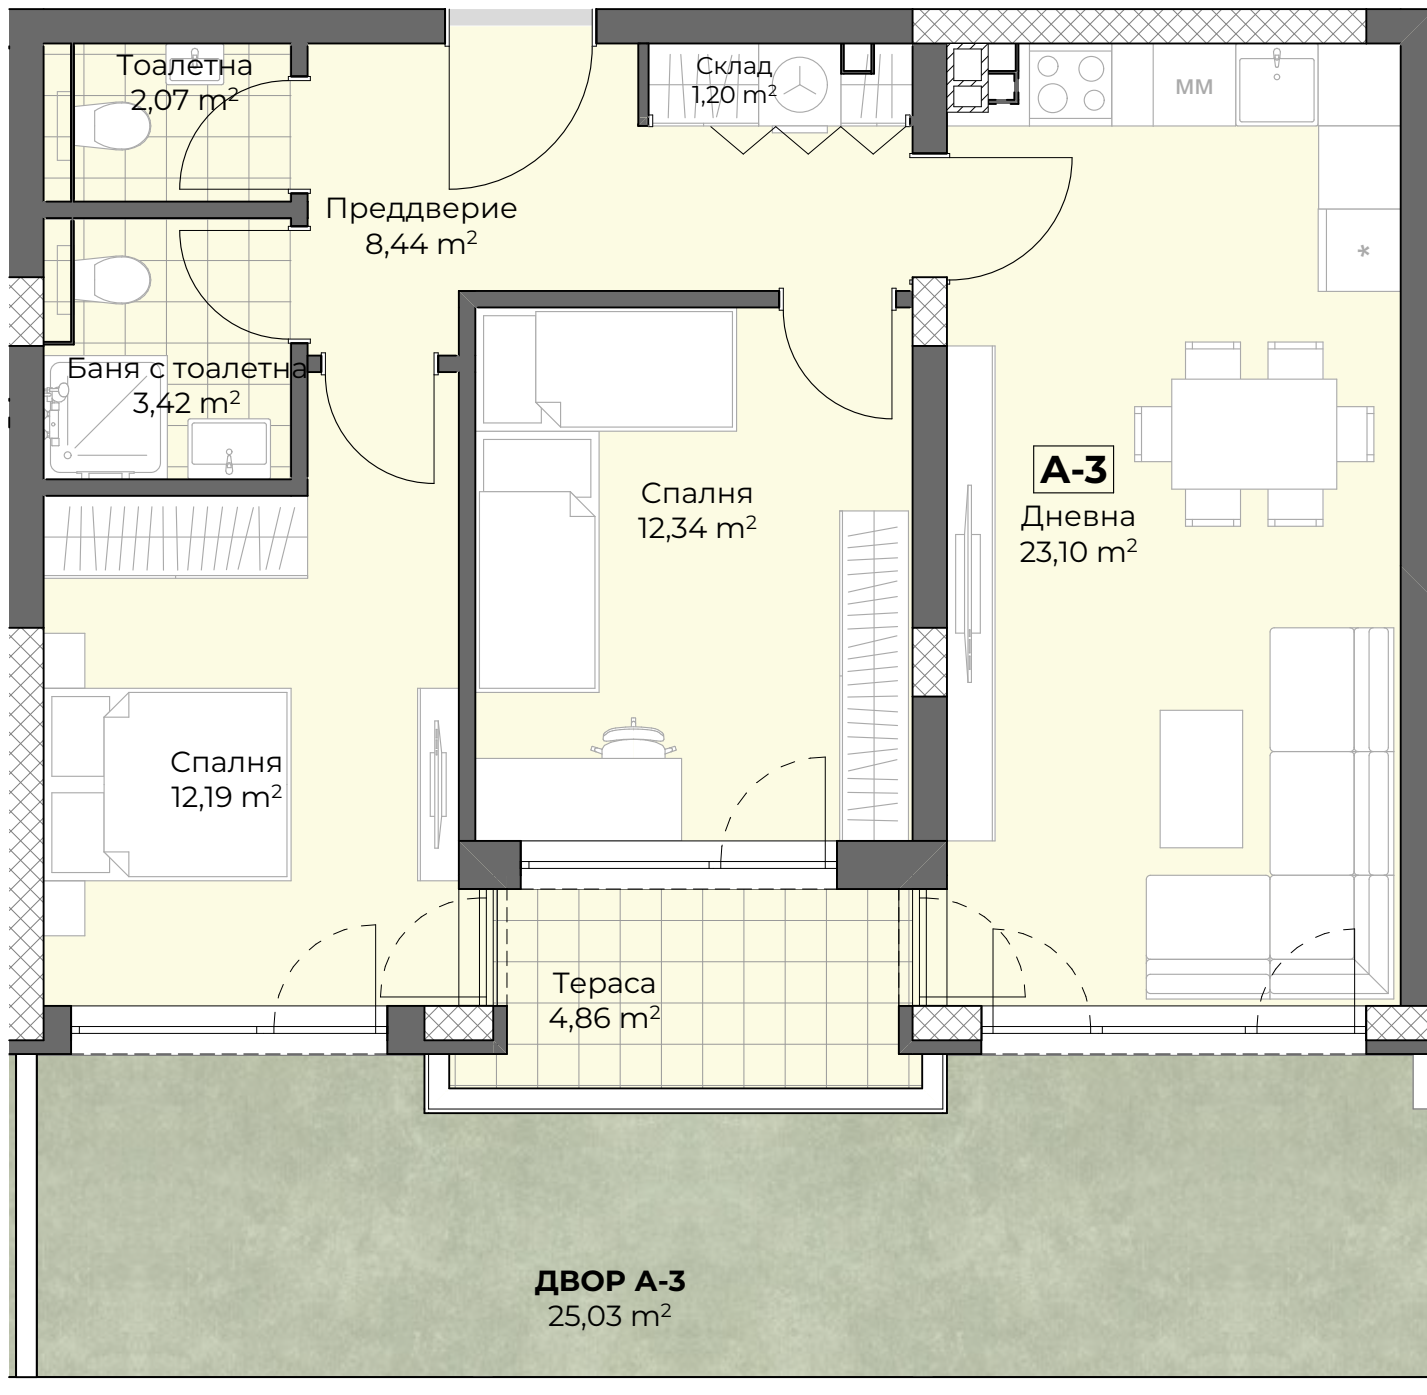 Тоалетна
2,07 m²
Склад
1,20 m²
мм
*
Преддверие
8,44 m²
Баня с тоалетна
3,42 m²
А-3
Дневна
23,10 m²
Спалня
12,34 m²
Спалня
12,19 m²
Тераса
4,86 m²
ДВОР А-3
25,03 m²